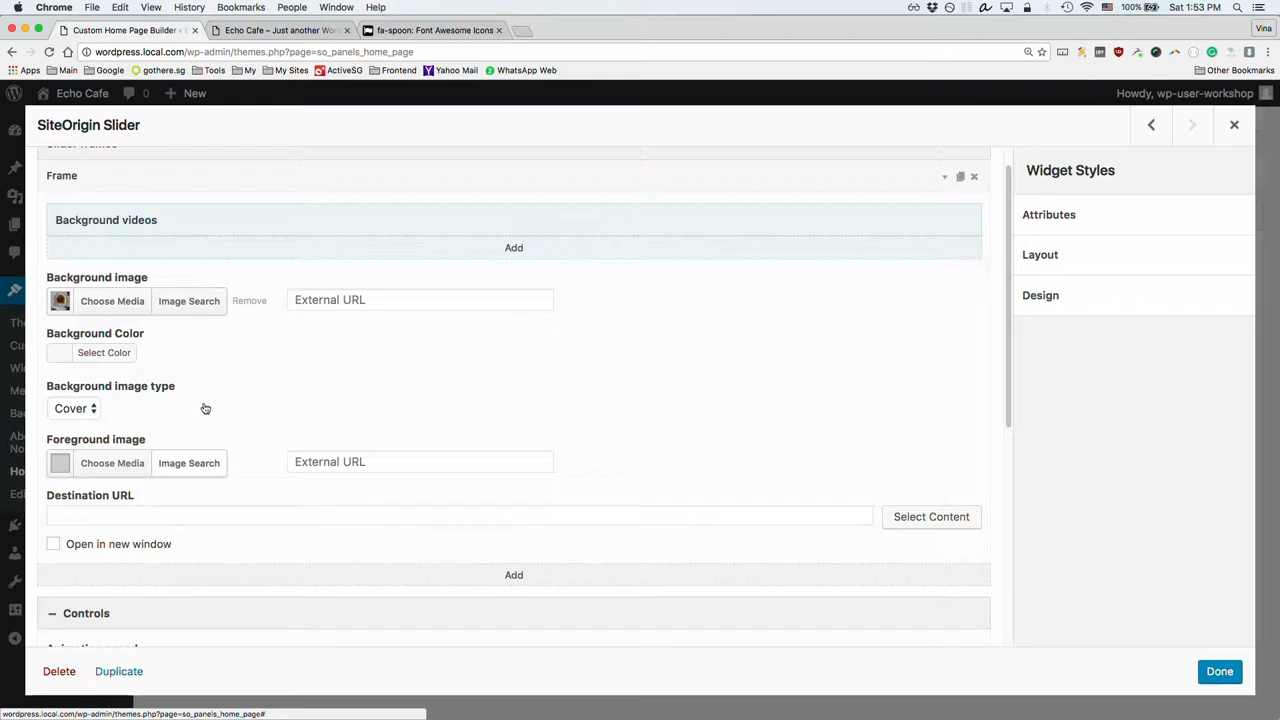 Chrome File Edit View History Bookmarks People Window Help 100% Sat 1:53 PM
Custom Home Page Builder ‹ E Echo Cafe – Just another Wor fa-spoon: Font Awesome Icons Vina
wordpress.local.com/wp-admin/themes.php?page=so_panels_home_page
Apps Main Google gothere.sg Tools My My Sites ActiveSG Frontend Yahoo Mail WhatsApp Web Other Bookmarks
Echo Cafe 0 New Howdy, wp-user-workshop
SiteOrigin Slider
Frame
Widget Styles
Background videos
Attributes
Add
Layout
Background image
Choose Media Image Search Remove External URL
Design
Background Color
Select Color
Background image type
Cover
Foreground image
Choose Media Image Search External URL
Destination URL
Select Content
Open in new window
Add
Controls
Delete Duplicate Done
wordpress.local.com/wp-admin/themes.php?page=so_panels_home_page#